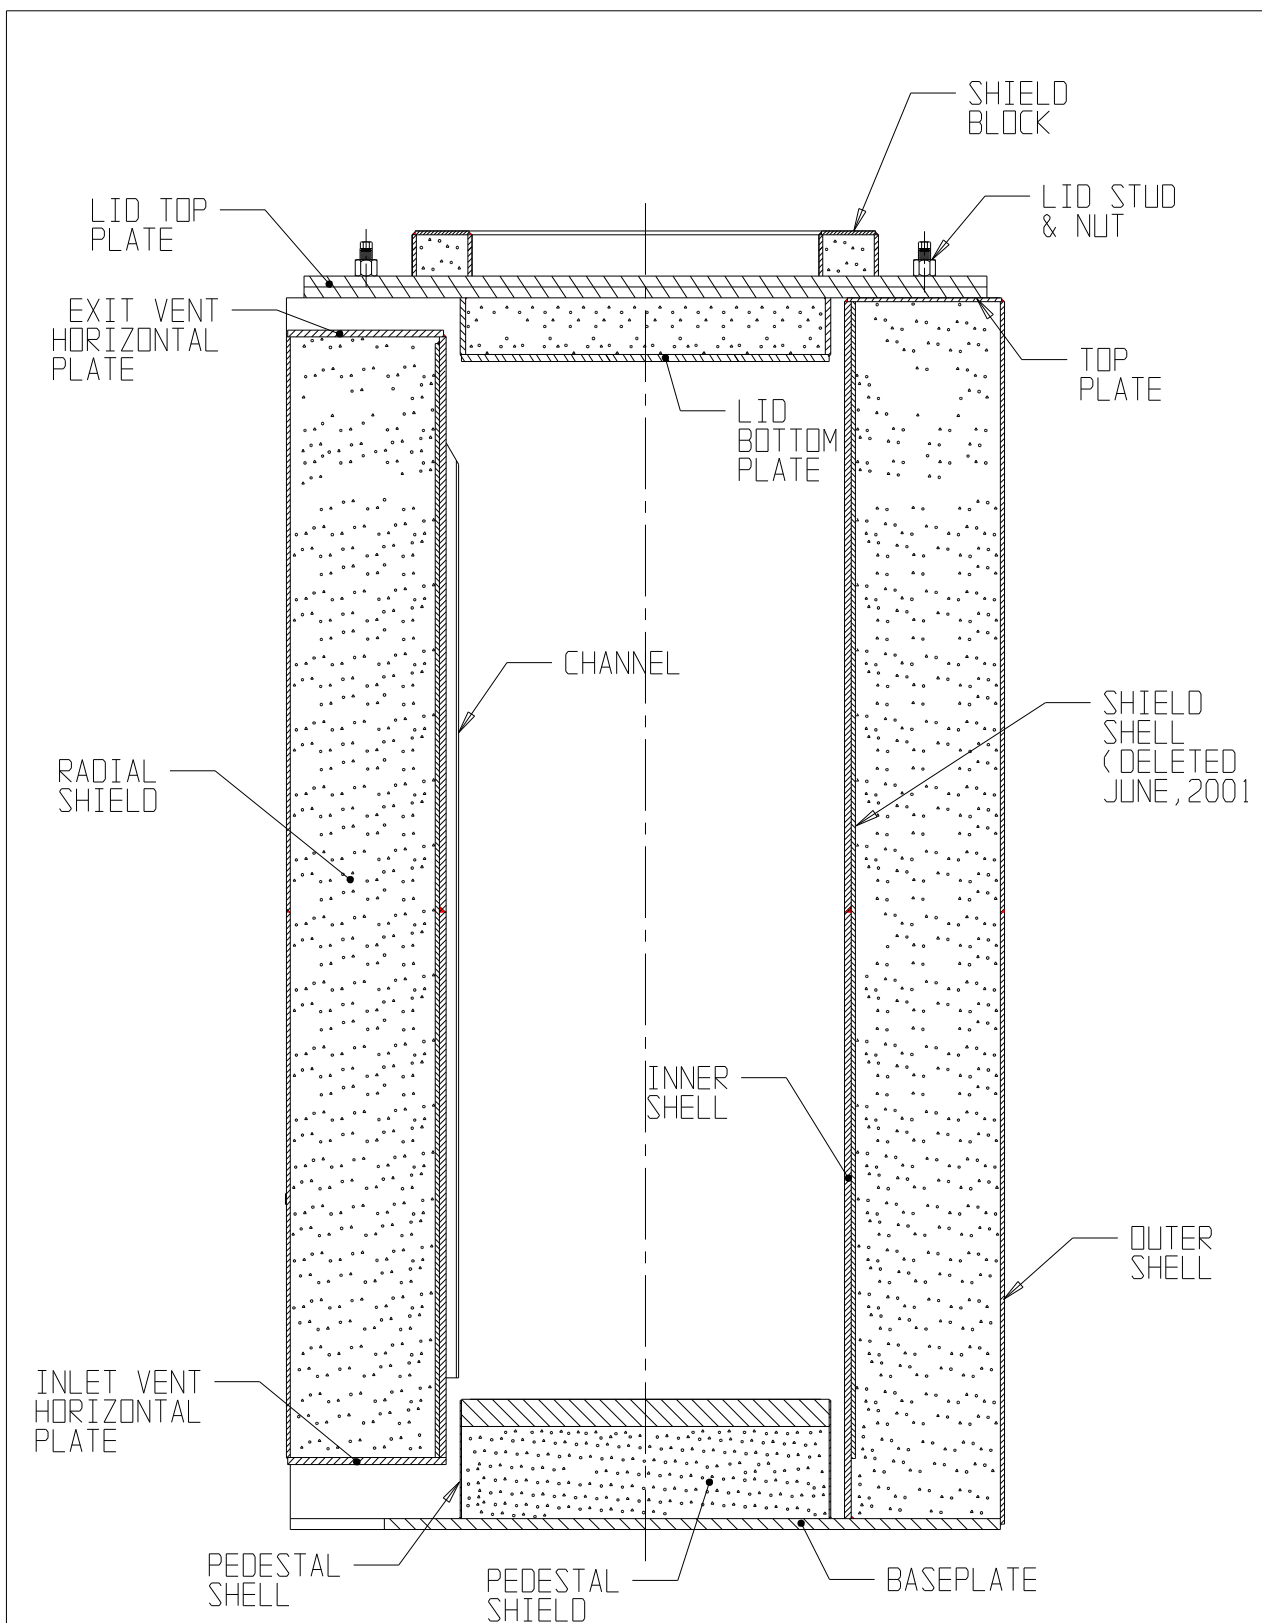 SHIELD
BLOCK
LID TOP
PLATE
LID STUD
& NUT
EXIT VENT
HORIZONTAL
PLATE
TOP
PLATE
LID
BOTTOM
PLATE
CHANNEL
SHIELD
SHELL
(DELETED
JUNE,2001
RADIAL
SHIELD
INNER
SHELL
OUTER
SHELL
INLET VENT
HORIZONTAL
PLATE
PEDESTAL
SHELL
PEDESTAL
SHIELD
BASEPLATE